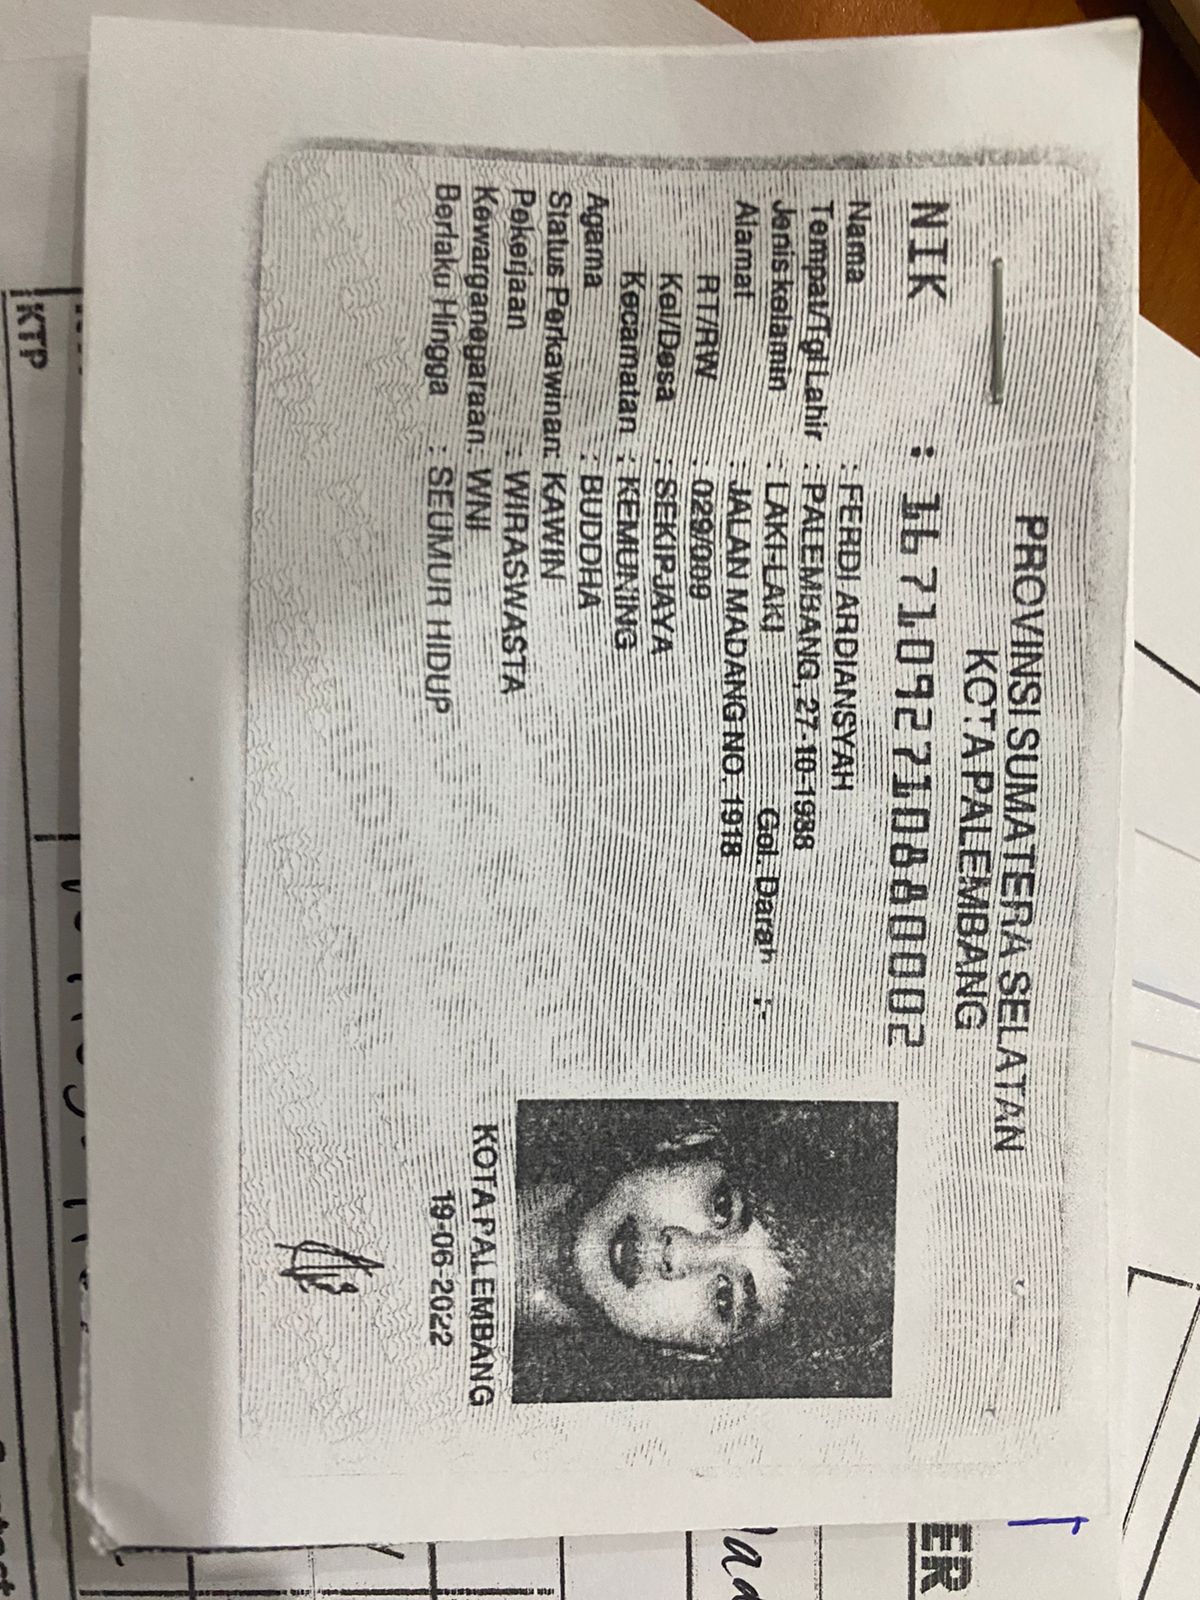 PROVINSI SUMATERA SELATAN
KOTA PALEMBANG
NIK : 1671092710880002
Nama : FERDI ARDIANSYAH
Tempat/Tgl Lahir : PALEMBANG, 27-10-1988
Jenis kelamin : LAKI-LAKI Gol. Darah :-
Alamat : JALAN MADANG NO. 1918
RT/RW : 029/009
Kel/Desa : SEKIPJAYA
Kecamatan : KEMUNING
Agama : BUDDHA
Status Perkawinan: KAWIN
Pekerjaan : WIRASWASTA
Kewarganegaraan: WNI
Berlaku Hingga : SEUMUR HIDUP
KOTA PALEMBANG
19-06-2022
ER
KTP